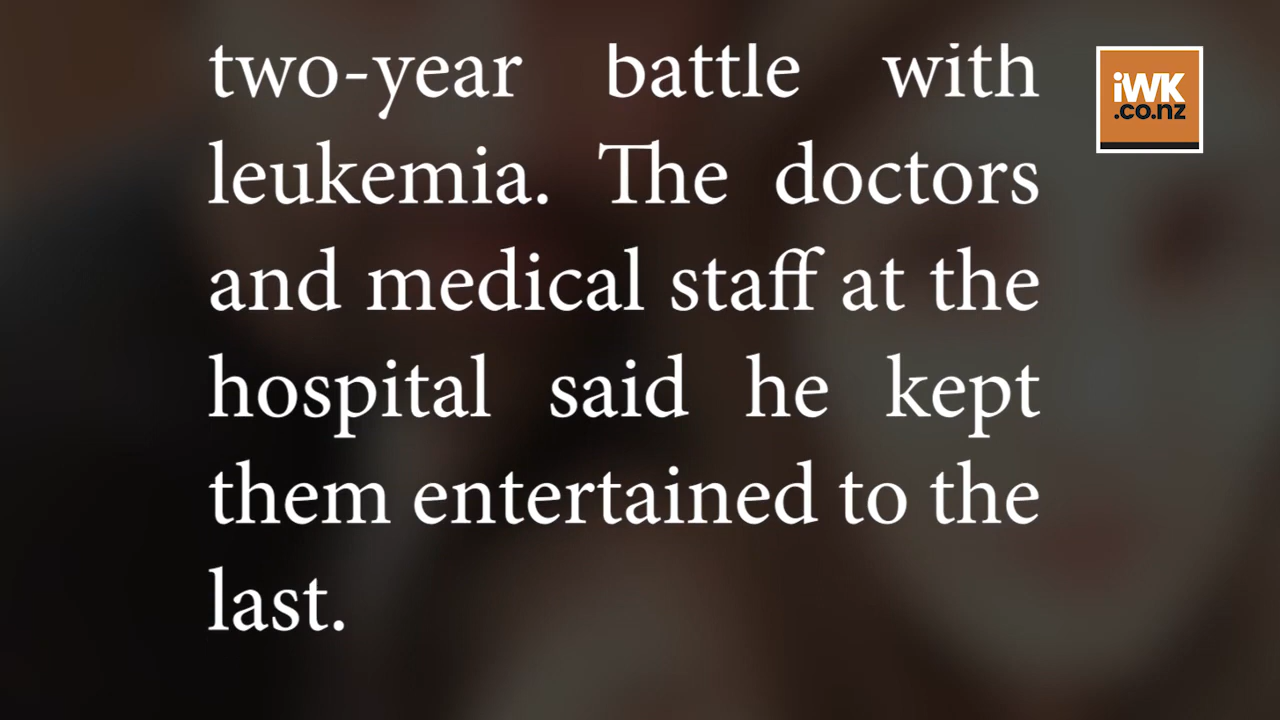 two-year battle with
leukemia. The doctors
and medical staff at the
hospital said he kept
them entertained to the
last.
iWK
.co.nz